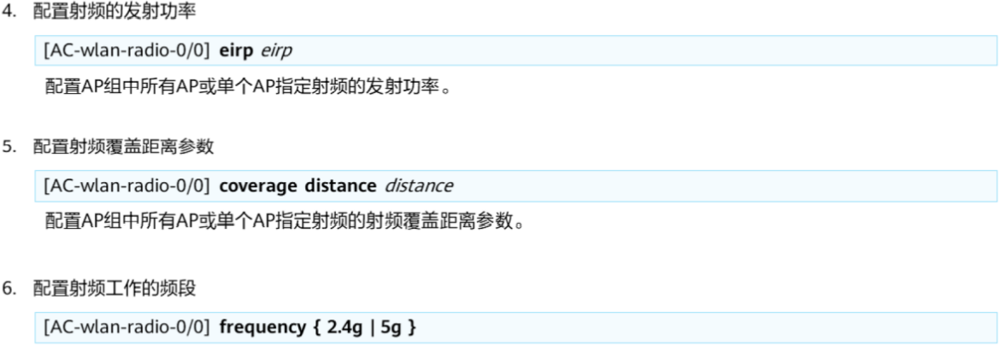 4. 配置射频的发射功率
[AC-wlan-radio-0/0] eirp eirp
配置AP组中所有AP或单个AP指定射频的发射功率。
5. 配置射频覆盖距离参数
[AC-wlan-radio-0/0] coverage distance distance
配置AP组中所有AP或单个AP指定射频的射频覆盖距离参数。
6. 配置射频工作的频段
[AC-wlan-radio-0/0] frequency { 2.4g | 5g }